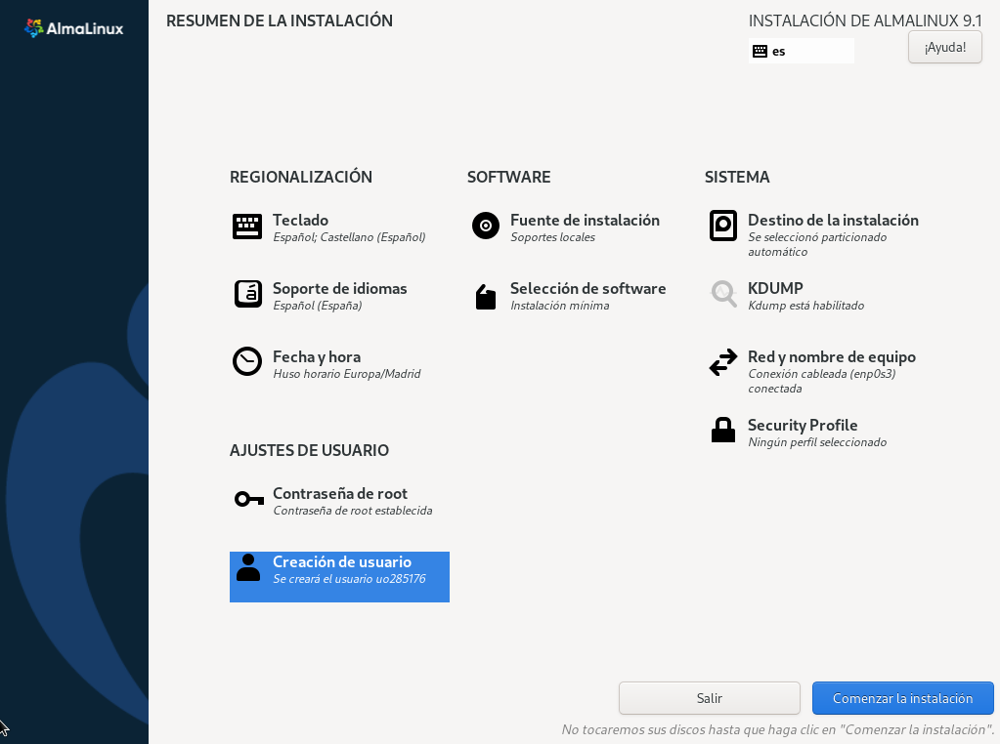 AlmaLinux
RESUMEN DE LA INSTALACIÓN
INSTALACIÓN DE ALMALINUX 9.1
es
¡Ayuda!
REGIONALIZACIÓN
Teclado
Español; Castellano (Español)
Soporte de idiomas
Español (España)
Fecha y hora
Huso horario Europa/Madrid
SOFTWARE
Fuente de instalación
Soportes locales
Selección de software
Instalación mínima
SISTEMA
Destino de la instalación
Se seleccionó particionado
automático
KDUMP
Kdump está habilitado
Red y nombre de equipo
Conexión cableada (enp0s3)
conectada
Security Profile
Ningún perfil seleccionado
AJUSTES DE USUARIO
Contraseña de root
Contraseña de root establecida
Creación de usuario
Se creará el usuario uo285176
Salir
Comenzar la instalación
No tocaremos sus discos hasta que haga clic en "Comenzar la instalación".